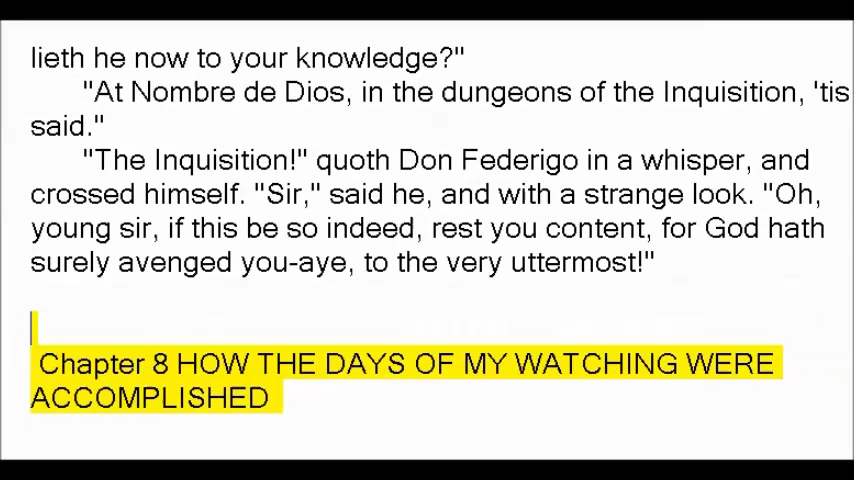 lieth he now to your knowledge?"
"At Nombre de Dios, in the dungeons of the Inquisition, 'tis
said."
"The Inquisition!" quoth Don Federigo in a whisper, and
crossed himself. "Sir," said he, and with a strange look. "Oh,
young sir, if this be so indeed, rest you content, for God hath
surely avenged you-aye, to the very uttermost!"
Chapter 8 HOW THE DAYS OF MY WATCHING WERE
ACCOMPLISHED